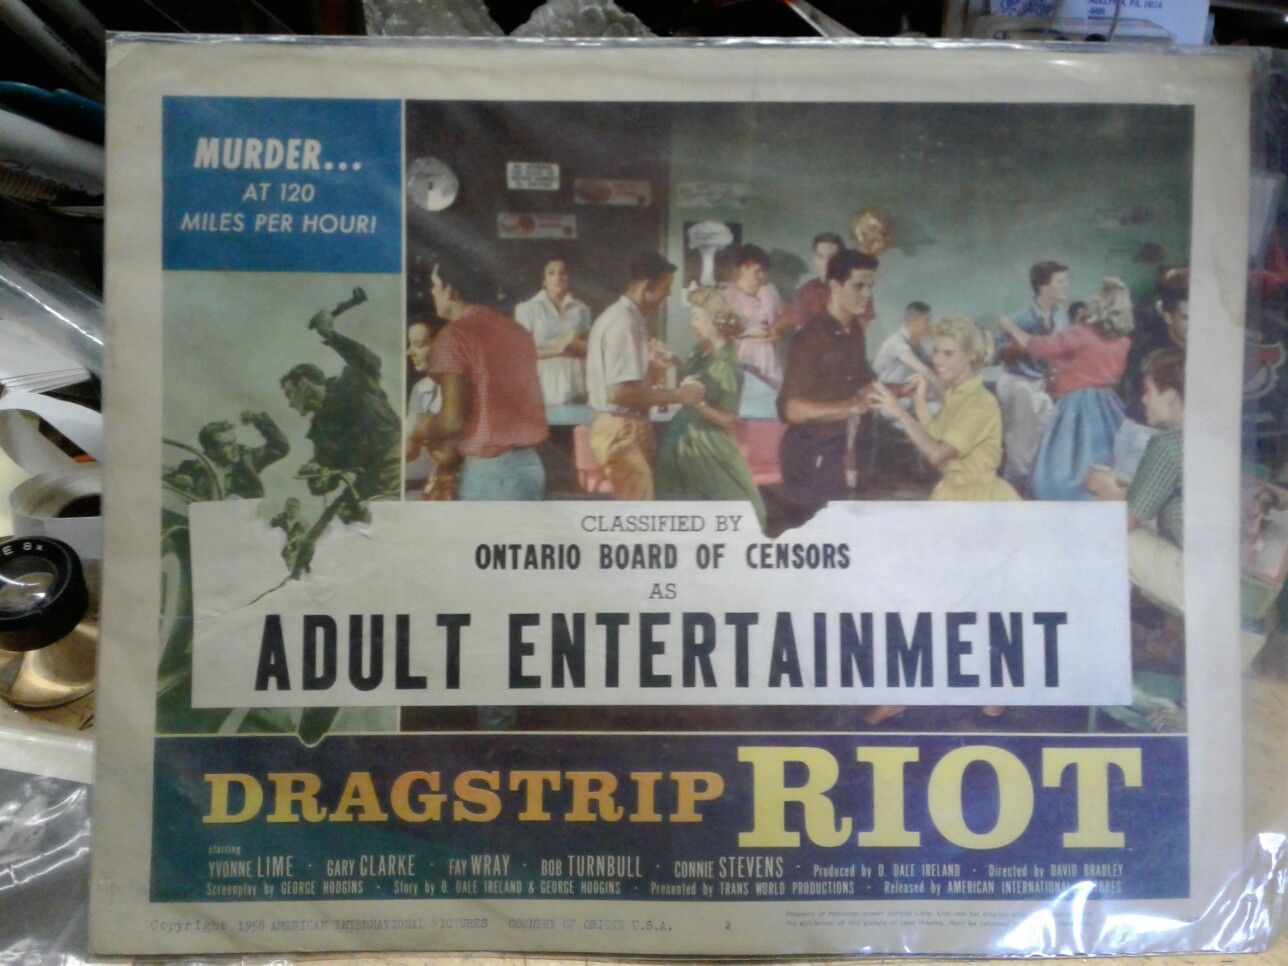 MURDER...
AT 120
MILES PER HOUR!
CLASSIFIED BY
ONTARIO BOARD OF CENSORS
AS
ADULT ENTERTAINMENT
DRAGSTRIP RIOT
starring
YVONNE LIME · GARY CLARKE · FAY WRAY · BOB TURNBULL · CONNIE STEVENS · Produced by O. DALE IRELAND · Directed by DAVID BRADLEY
Screenplay by GEORGE HODGINS · Story by O. DALE IRELAND & GEORGE HODGINS · Presented by TRANS WORLD PRODUCTIONS · Released by AMERICAN INTERNATIONAL PICTURES
Copyright 1958 AMERICAN INTERNATIONAL PICTURES COUNTRY OF ORIGIN U.S.A. 2